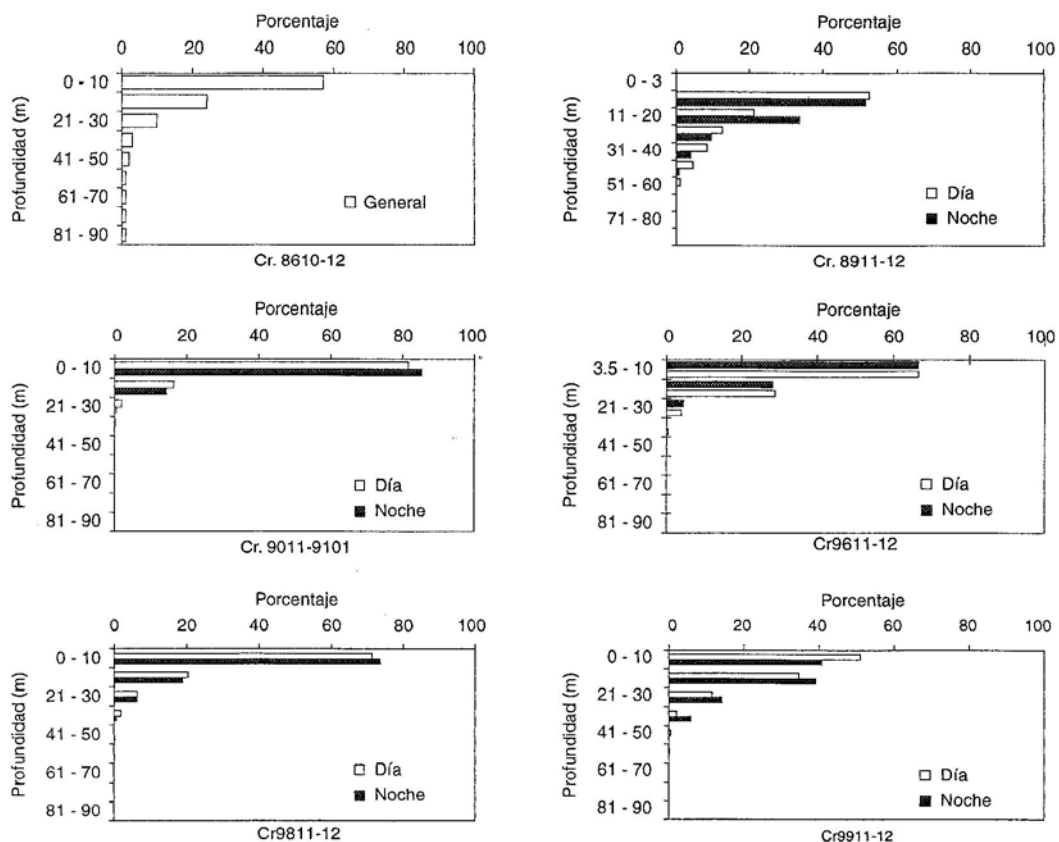 Porcentaje
0 20 40 60 80 100
Profundidad (m)
0 - 10
21 - 30
41 - 50
61 -70
81 - 90
General
Cr. 8610-12
Porcentaje
0 20 40 60 80 100
Profundidad (m)
0 - 3
11 - 20
31 - 40
51 - 60
71 - 80
Día
Noche
Cr. 8911-12
Porcentaje
0 20 40 60 80 100
Profundidad (m)
0 - 10
21 - 30
41 - 50
61 - 70
81 - 90
Día
Noche
Cr. 9011-9101
Porcentaje
0 20 40 60 80 100
Profundidad (m)
3.5 - 10
21 - 30
41 - 50
61 - 70
81 - 90
Día
Noche
Cr9611-12
Porcentaje
0 20 40 60 80 100
Profundidad (m)
0 - 10
21 - 30
41 - 50
61 - 70
81 - 90
Día
Noche
Cr9811-12
Porcentaje
0 20 40 60 80 100
Profundidad (m)
0 - 10
21 - 30
41 - 50
61 - 70
81 - 90
Día
Noche
Cr9911-12